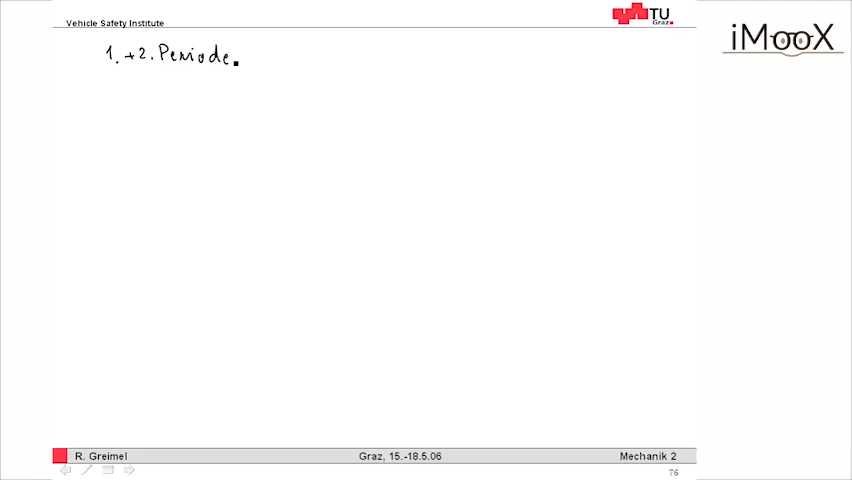 Vehicle Safety Institute
TU
Graz
iMooX
1. + 2. Periode.
R. Greimel
Graz, 15.-18.5.06
Mechanik 2
76